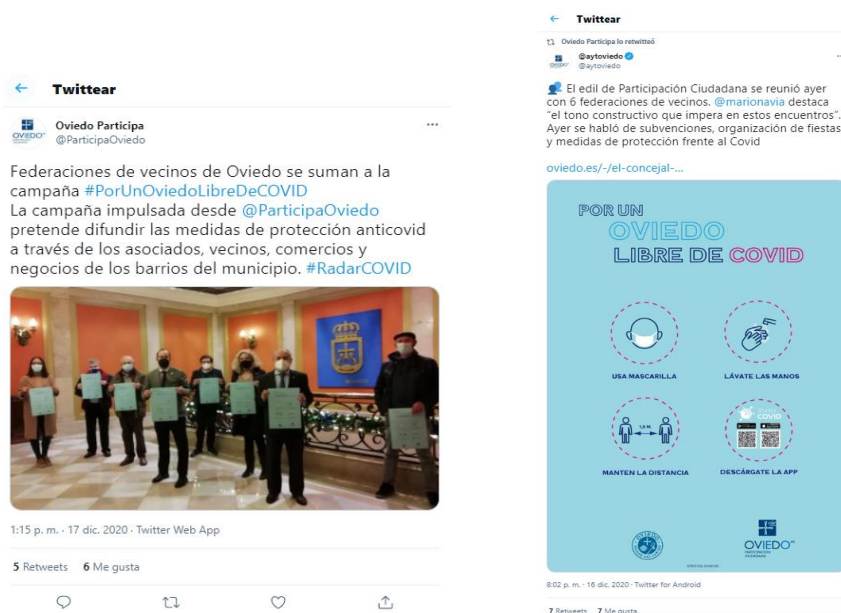 Twittear
OVIEDO
Oviedo Participa
@ParticipaOviedo
Federaciones de vecinos de Oviedo se suman a la
campaña #PorUnOviedoLibreDeCOVID
La campaña impulsada desde @ParticipaOviedo
pretende difundir las medidas de protección anticovid
a través de los asociados, vecinos, comercios y
negocios de los barrios del municipio. #RadarCOVID
1:15 p. m. · 17 dic. 2020 · Twitter Web App
5 Retweets 6 Me gusta
Twittear
Oviedo Participa lo retwitteó
@aytoviedo
@aytoviedo
El edil de Participación Ciudadana se reunió ayer
con 6 federaciones de vecinos. @marionavia destaca
"el tono constructivo que impera en estos encuentros".
Ayer se habló de subvenciones, organización de fiestas
y medidas de protección frente al Covid
oviedo.es/-/el-concejal-...
POR UN
OVIEDO
LIBRE DE COVID
USA MASCARILLA
LÁVATE LAS MANOS
1,5 M.
COVID
MANTEN LA DISTANCIA
DESCÁRGATE LA APP
OVIEDO
PARTICIPACIÓN
CIUDADANA
8:02 p. m. · 16 dic. 2020 · Twitter for Android
7 Retweets 7 Me gusta